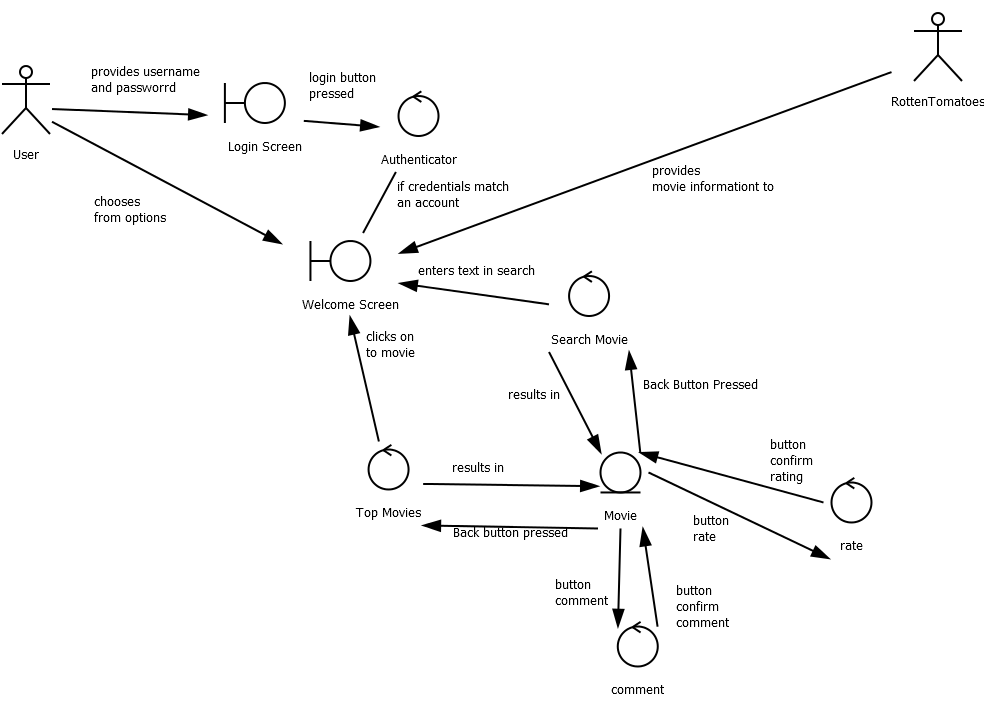 RottenTomatoes
provides username
and passworrd
login button
pressed
User
Login Screen
Authenticator
provides
movie informationt to
if credentials match
an account
chooses
from options
enters text in search
Welcome Screen
Search Movie
clicks on
to movie
results in
Back Button Pressed
results in
button
confirm
rating
Top Movies
Movie
button
rate
rate
Back button pressed
button
comment
button
confirm
comment
comment